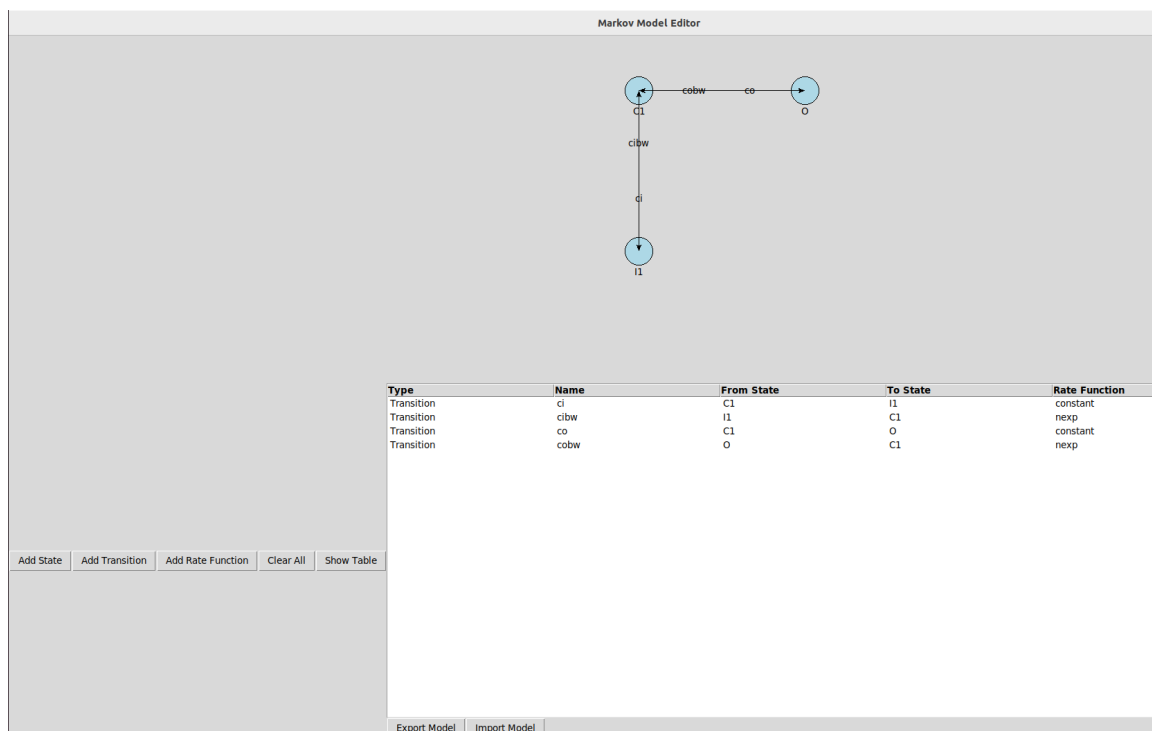 Markov Model Editor
cobw co
C1 O
cibw
ci
I1
Type Name From State To State Rate Function
Transition ci C1 I1 constant
Transition cibw I1 C1 nexp
Transition co C1 O constant
Transition cobw O C1 nexp
Add State Add Transition Add Rate Function Clear All Show Table
Export Model Import Model